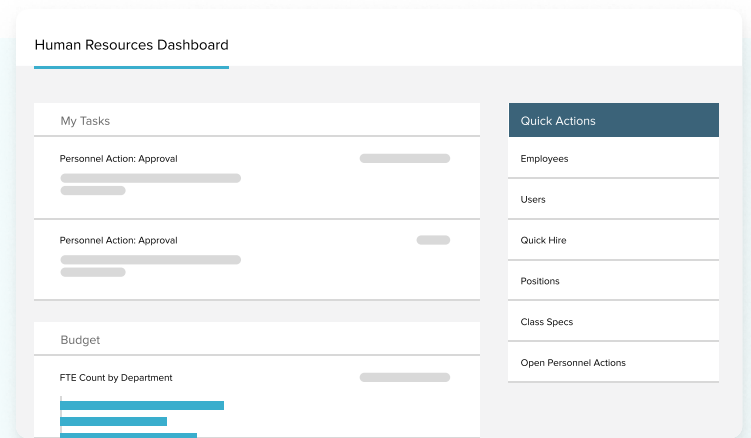 Human Resources Dashboard
My Tasks
Personnel Action: Approval
Personnel Action: Approval
Budget
FTE Count by Department
Quick Actions
Employees
Users
Quick Hire
Positions
Class Specs
Open Personnel Actions